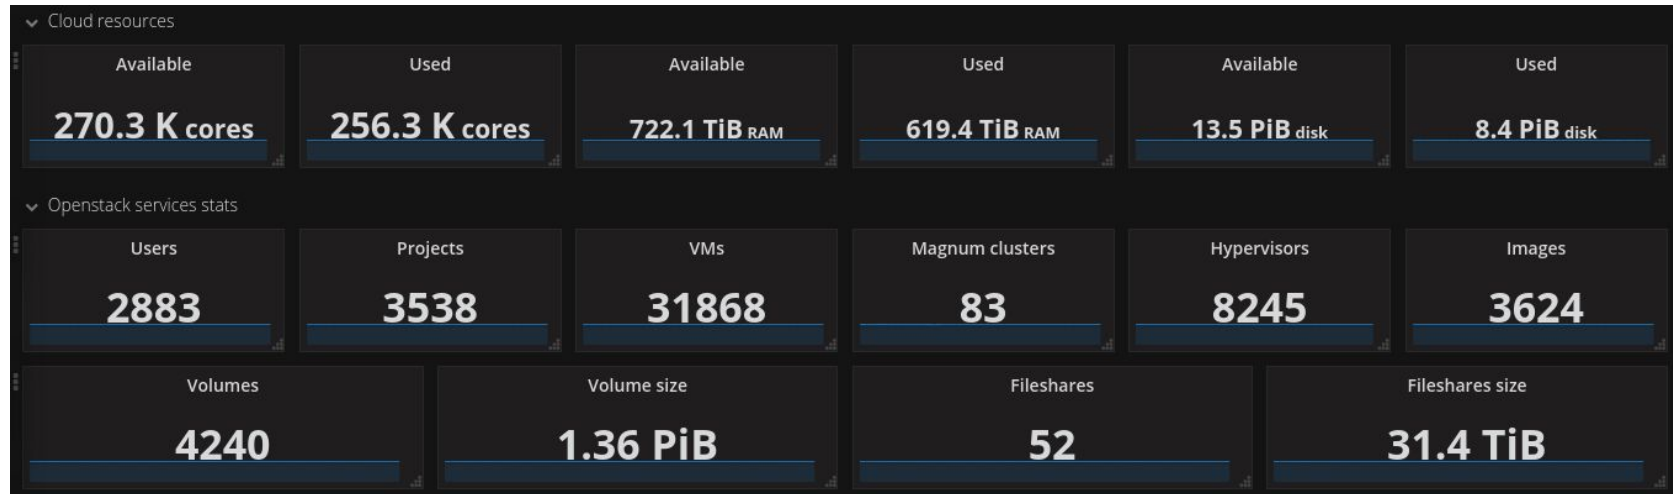 Cloud resources
Available
Used
Available
Used
Available
Used
270.3 K cores
256.3 K cores
722.1 TiB RAM
619.4 TiB RAM
13.5 PiB disk
8.4 PiB disk
Openstack services stats
Users
Projects
VMs
Magnum clusters
Hypervisors
Images
2883
3538
31868
83
8245
3624
Volumes
Volume size
Fileshares
Fileshares size
4240
1.36 PiB
52
31.4 TiB